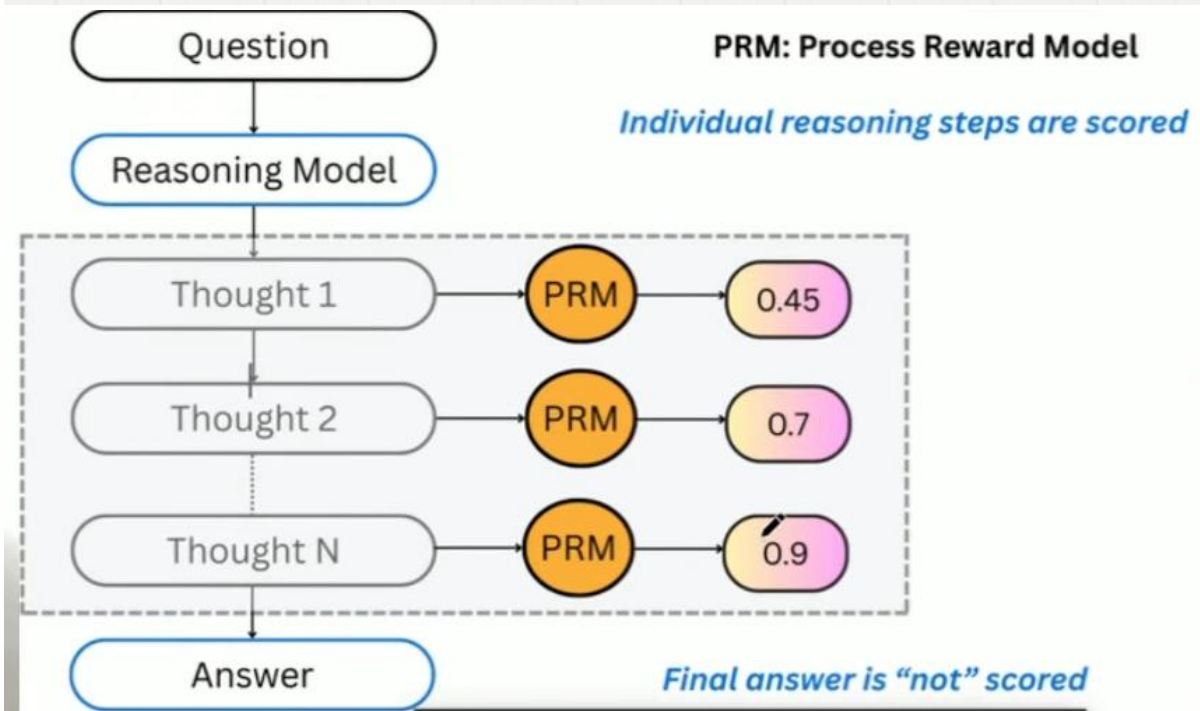 Question
PRM: Process Reward Model
Individual reasoning steps are scored
Reasoning Model
Thought 1
PRM
0.45
Thought 2
PRM
0.7
Thought N
PRM
0.9
Answer
Final answer is “not” scored